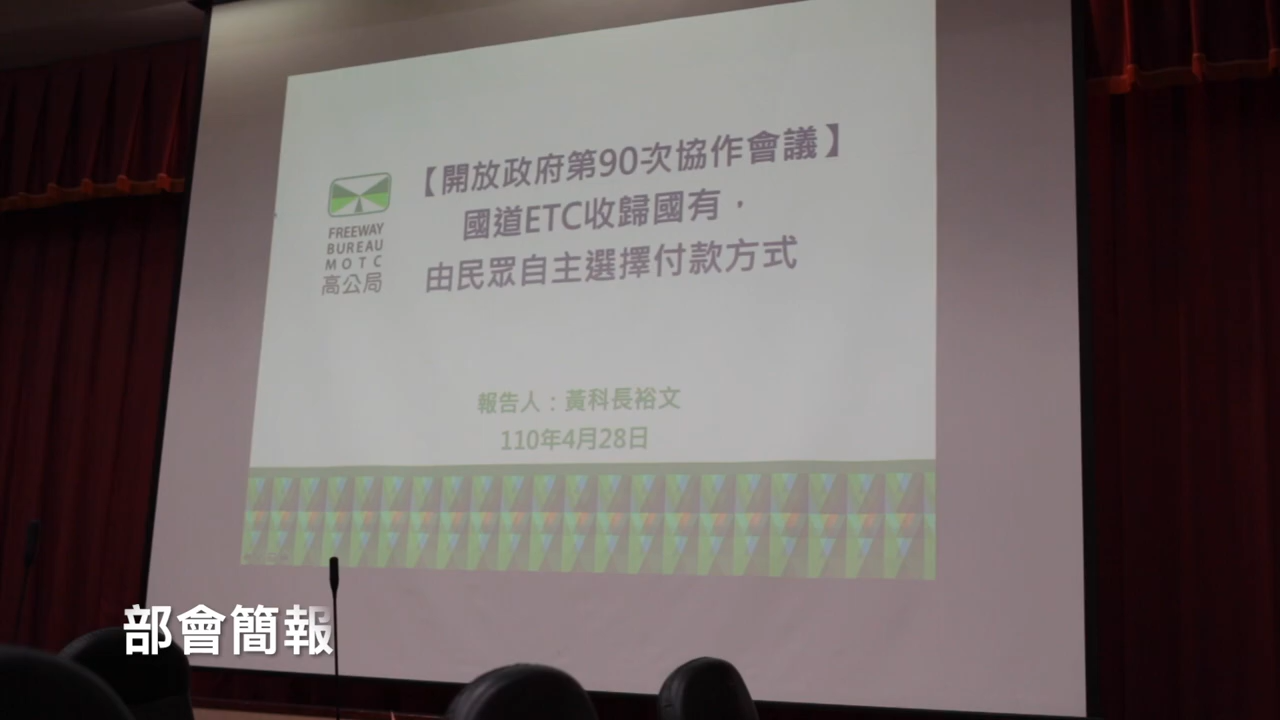 【開放政府第90次協作會議】
國道ETC收歸國有，
由民眾自主選擇付款方式
FREEWAY
BUREAU
MOTC
高公局
報告人：黃科長裕文
110年4月28日
部會簡報